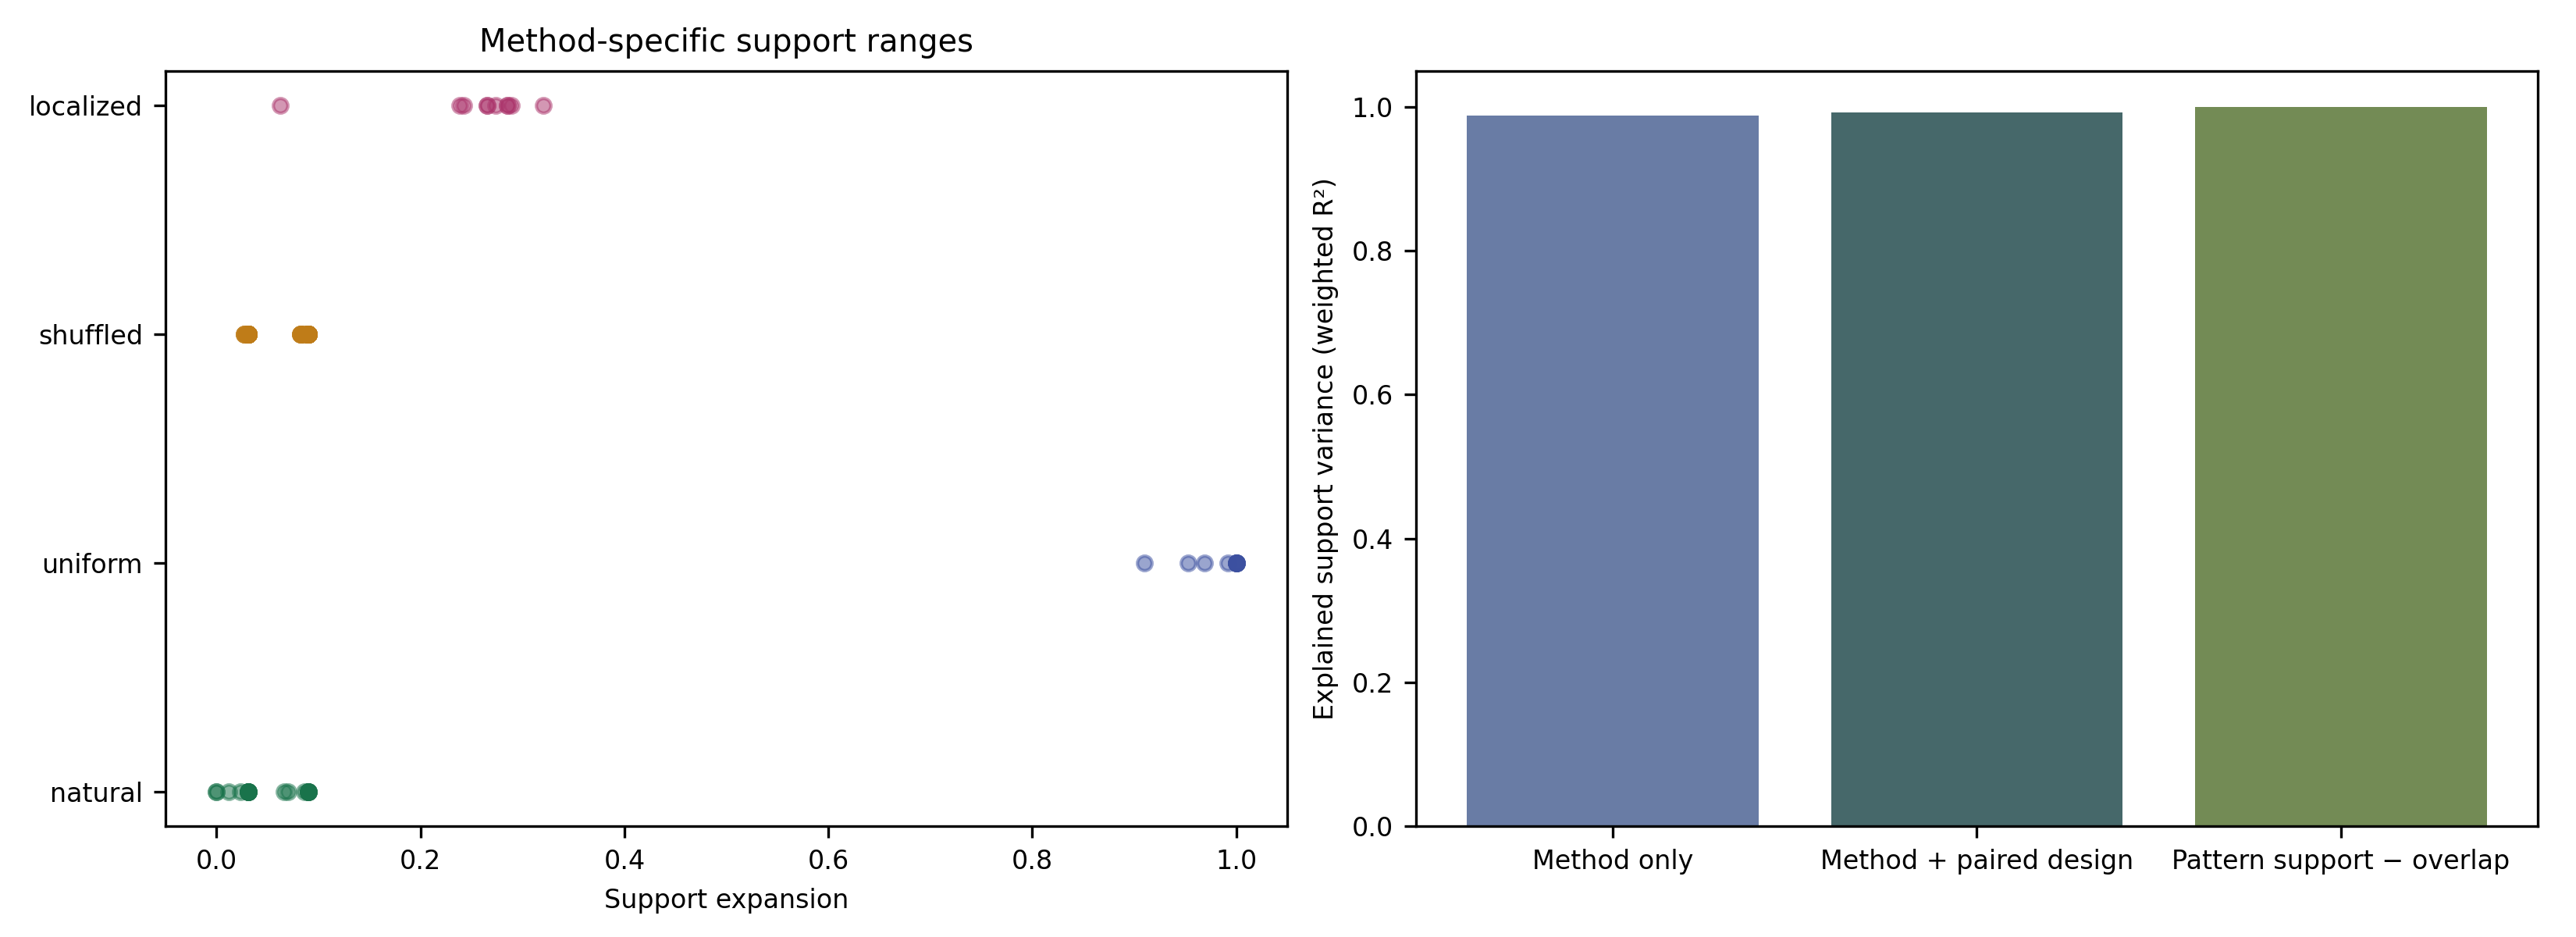 Method-specific support ranges
localized
shuffled
uniform
natural
0.0 0.2 0.4 0.6 0.8 1.0
Support expansion
Explained support variance (weighted R²)
1.0
0.8
0.6
0.4
0.2
0.0
Method only Method + paired design Pattern support − overlap